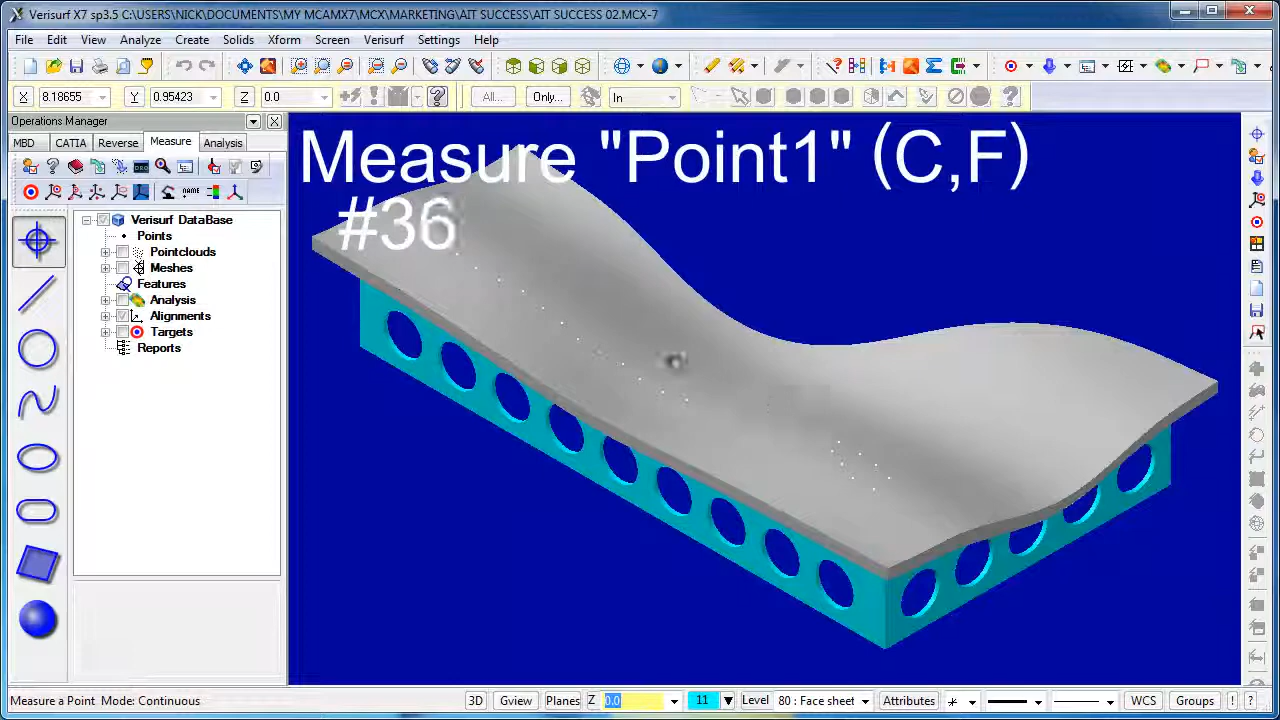 Verisurf X7 sp3.5 C:\USERS\NICK\DOCUMENTS\MY MCAMX7\MCX\MARKETING\AIT SUCCESS\AIT SUCCESS 02.MCX-7
File Edit View Analyze Create Solids Xform Screen Verisurf Settings Help
X 8.18655 Y 0.95423 Z 0.0 All... Only... In
Operations Manager
MBD CATIA Reverse Measure Analysis
Measure "Point1" (C,F)
#36
Verisurf DataBase
Points
Pointclouds
Meshes
Features
Analysis
Alignments
Targets
Reports
Measure a Point Mode: Continuous 3D Gview Planes Z 0.0 11 Level 80 : Face sheet Attributes WCS Groups ! ?